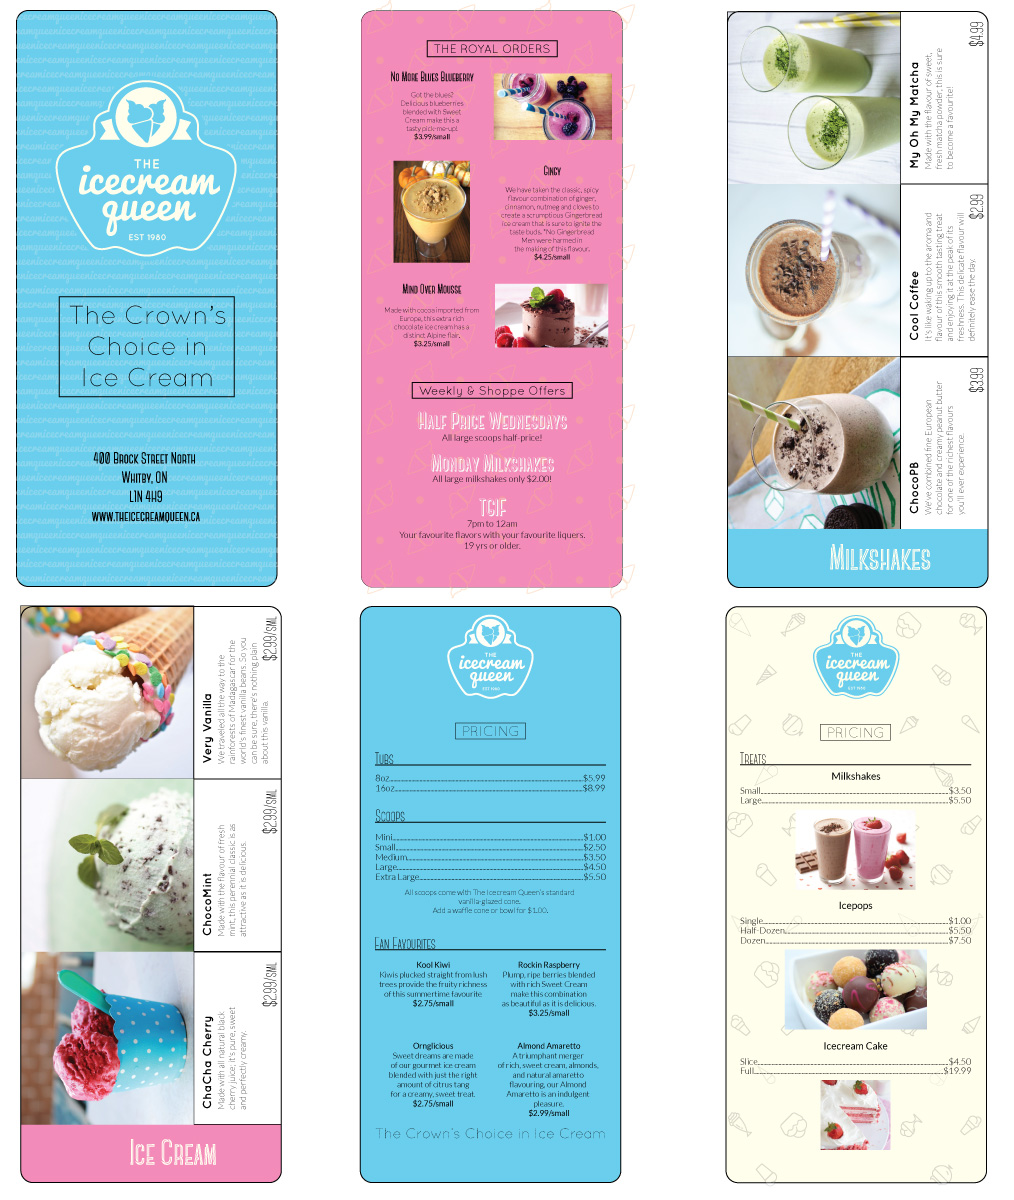 THE
icecream
queen
EST 1980
The Crown's
Choice in
Ice Cream
400 Brock Street North
Whitby, ON
L1N 4H9
www.theicecreamqueen.ca
THE ROYAL ORDERS
No More Blues Blueberry
Got the blues?
Delicious blueberries
blended with Sweet
Cream make this a
tasty pick-me-up!
$3.99/small
Gingy
We have taken the classic, spicy
flavour combination of ginger,
cinnamon, nutmeg and cloves to
create a scrumptious Gingerbread
ice cream that is sure to ignite the
taste buds. *No Gingerbread
Men were harmed in
the making of this flavour.
$4.25/small
Mind Over Mousse
Made with cocoa imported from
Europe, this extra rich
chocolate ice cream has a
distinct Alpine flair.
$3.25/small
Weekly & Shoppe Offers
Half Price Wednesdays
All large scoops half-price!
Monday Milkshakes
All large milkshakes only $2.00!
TGIF
7pm to 12am
Your favourite flavors with your favourite liquers.
19 yrs or older.
My Oh My Matcha
Made with the flavour of sweet,
fresh matcha powder, this is sure
to become a favourite!
$4.99
Cool Coffee
It's like waking up to the aroma and
flavour of this smooth tasting treat
and enjoying it at the peak of its
freshness. This delicate flavour will
definitely ease the day.
$2.99
ChocoPB
We've combined fine European
chocolate and creamy peanut butter
for one of the richest flavours
you'll ever experience.
$3.99
Milkshakes
Very Vanilla
We traveled all the way to the
rainforests of Madagascar for the
world's finest vanilla beans. So you
can be sure, there's nothing plain
about this vanilla.
$2.99/sml
ChocoMint
Made with the flavour of fresh
mint, this perennial classic is as
attractive as it is delicious.
$2.99/sml
ChaCha Cherry
Made with all natural black
cherry juice, it's pure, sweet
and perfectly creamy.
$2.99/sml
Ice Cream
THE
icecream
queen
EST 1980
PRICING
Tubs
8oz $5.99
16oz $8.99
Scoops
Mini $1.00
Small $2.50
Medium $3.50
Large $4.50
Extra Large $5.50
All scoops come with The Icecream Queen's standard
vanilla-glazed cone.
Add a waffle cone or bowl for $1.00.
Fan Favourites
Kool Kiwi
Kiwis plucked straight from lush
trees provide the fruity richness
of this summertime favourite
$2.75/small
Rockin Raspberry
Plump, ripe berries blended
with rich Sweet Cream
make this combination
as beautiful as it is delicious.
$3.25/small
Ornglicious
Sweet dreams are made
of our gourmet ice cream
blended with just the right
amount of citrus tang
for a creamy, sweet treat.
$2.75/small
Almond Amaretto
A triumphant merger
of rich, sweet cream, almonds,
and natural amaretto
flavouring, our Almond
Amaretto is an indulgent
pleasure.
$2.99/small
The Crown's Choice in Ice Cream
THE
icecream
queen
EST 1980
PRICING
Treats
Milkshakes
Small $3.50
Large $5.50
Icepops
Single $1.00
Half-Dozen $5.50
Dozen $7.50
Icecream Cake
Slice $4.50
Full $19.99